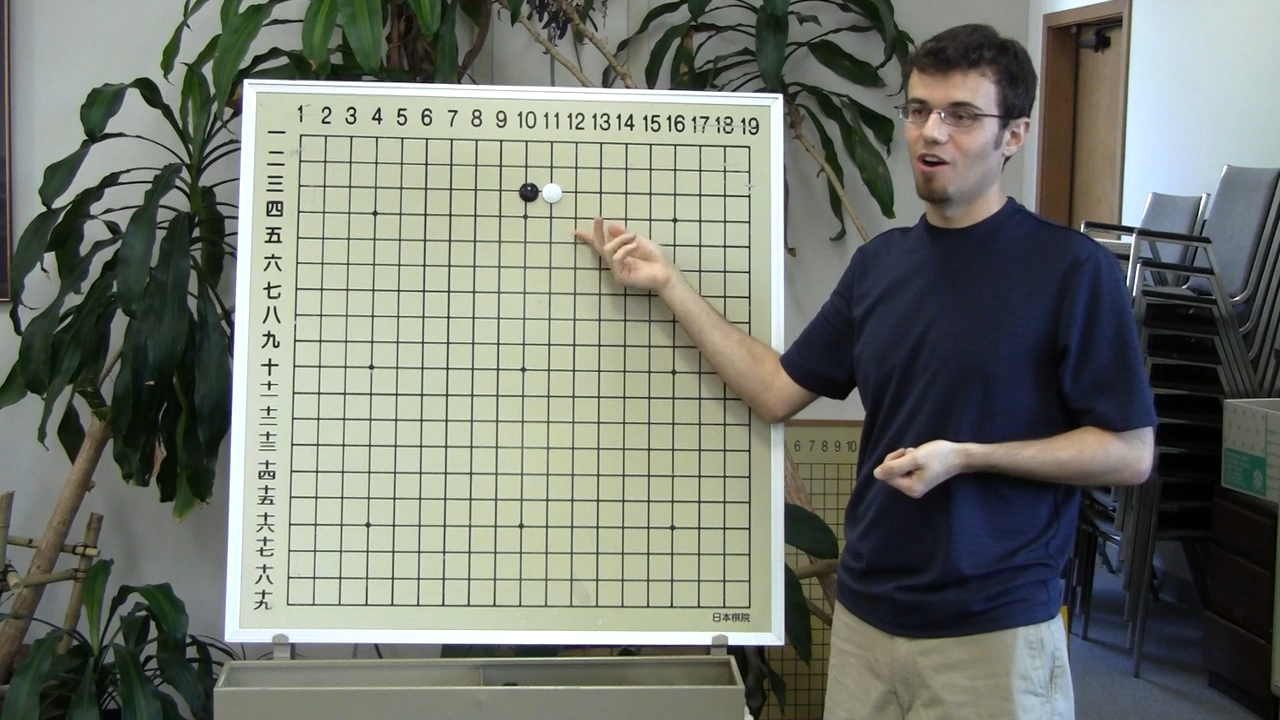 1 2 3 4 5 6 7 8 9 10 11 12 13 14 15 16 17 18 19
一
二
三
四
五
六
七
八
九
十
十一
十二
十三
十四
十五
十六
十七
十八
十九
日本棋院
6 7 8 9 10